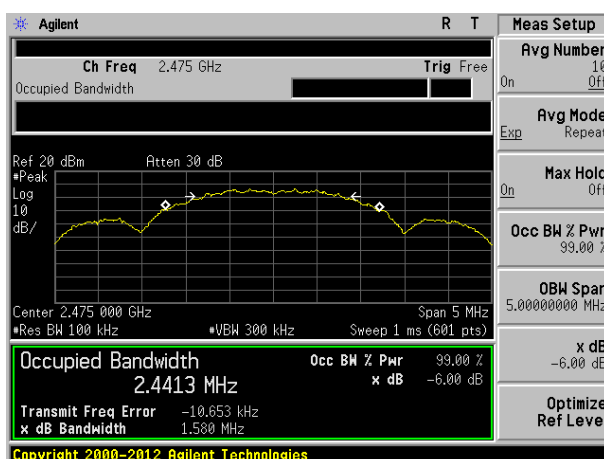 Agilent R T
Meas Setup
Ch Freq 2.475 GHz Trig Free
Occupied Bandwidth
Ref 20 dBm Atten 30 dB
#Peak
Log
10
dB/
Center 2.475 000 GHz Span 5 MHz
#Res BW 100 kHz #VBW 300 kHz Sweep 1 ms (601 pts)
Occupied Bandwidth Occ BW % Pwr 99.00 %
2.4413 MHz x dB -6.00 dB
Transmit Freq Error -10.653 kHz
x dB Bandwidth 1.580 MHz
Copyright 2000-2012 Agilent Technologies
Avg Number
10
On Off
Avg Mode
Exp Repeat
Max Hold
On Off
Occ BW % Pwr
99.00 %
OBW Span
5.00000000 MHz
x dB
-6.00 dB
Optimize
Ref Level